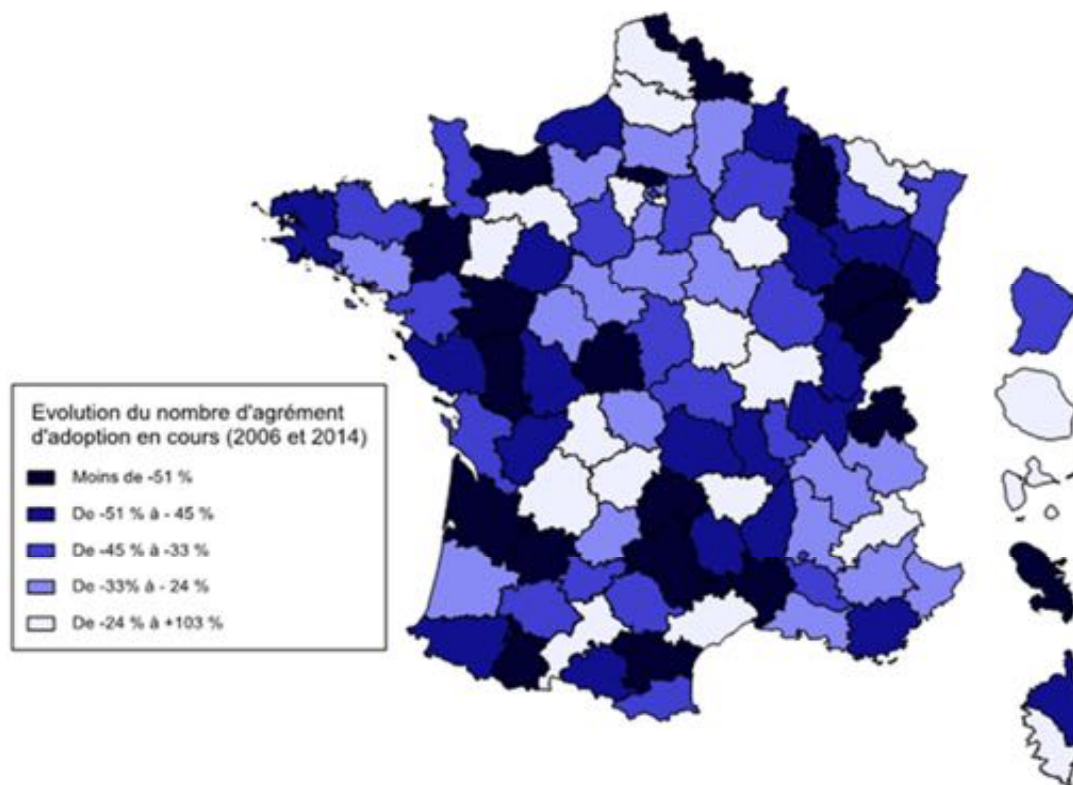 Evolution du nombre d'agrément
d'adoption en cours (2006 et 2014)
Moins de -51 %
De -51 % à - 45 %
De -45 % à -33 %
De -33% à - 24 %
De -24 % à +103 %